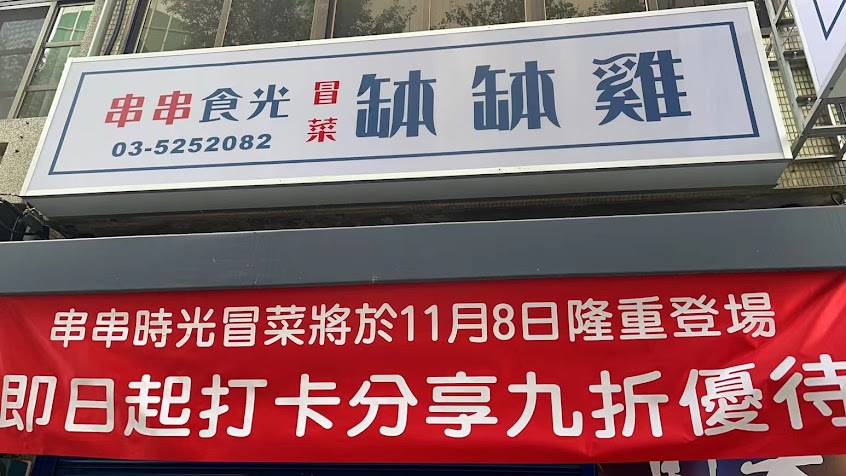 串串食光
03-5252082
冒菜
缽缽雞
串串時光冒菜將於11月8日隆重登場
即日起打卡分享九折優待